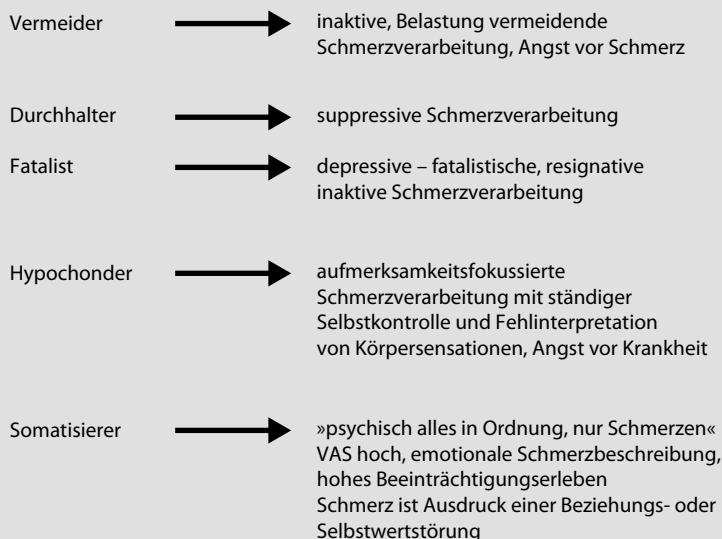 Vermeider inaktive, Belastung vermeidende
Schmerzverarbeitung, Angst vor Schmerz
Durchhalter suppressive Schmerzverarbeitung
Fatalist depressive – fatalistische, resignative
inaktive Schmerzverarbeitung
Hypochonder aufmerksamkeitsfokussierte
Schmerzverarbeitung mit ständiger
Selbstkontrolle und Fehlinterpretation
von Körpersensationen, Angst vor Krankheit
Somatisierer »psychisch alles in Ordnung, nur Schmerzen«
VAS hoch, emotionale Schmerzbeschreibung,
hohes Beeinträchtigungserleben
Schmerz ist Ausdruck einer Beziehungs- oder
Selbstwertstörung